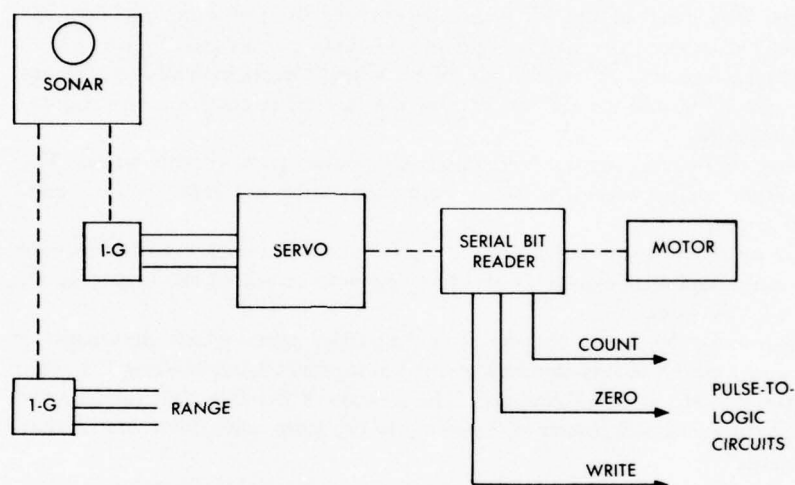 SONAR
1-G
SERVO
SERIAL BIT
READER
MOTOR
COUNT
ZERO
WRITE
PULSE-TO-
LOGIC
CIRCUITS
1-G
RANGE